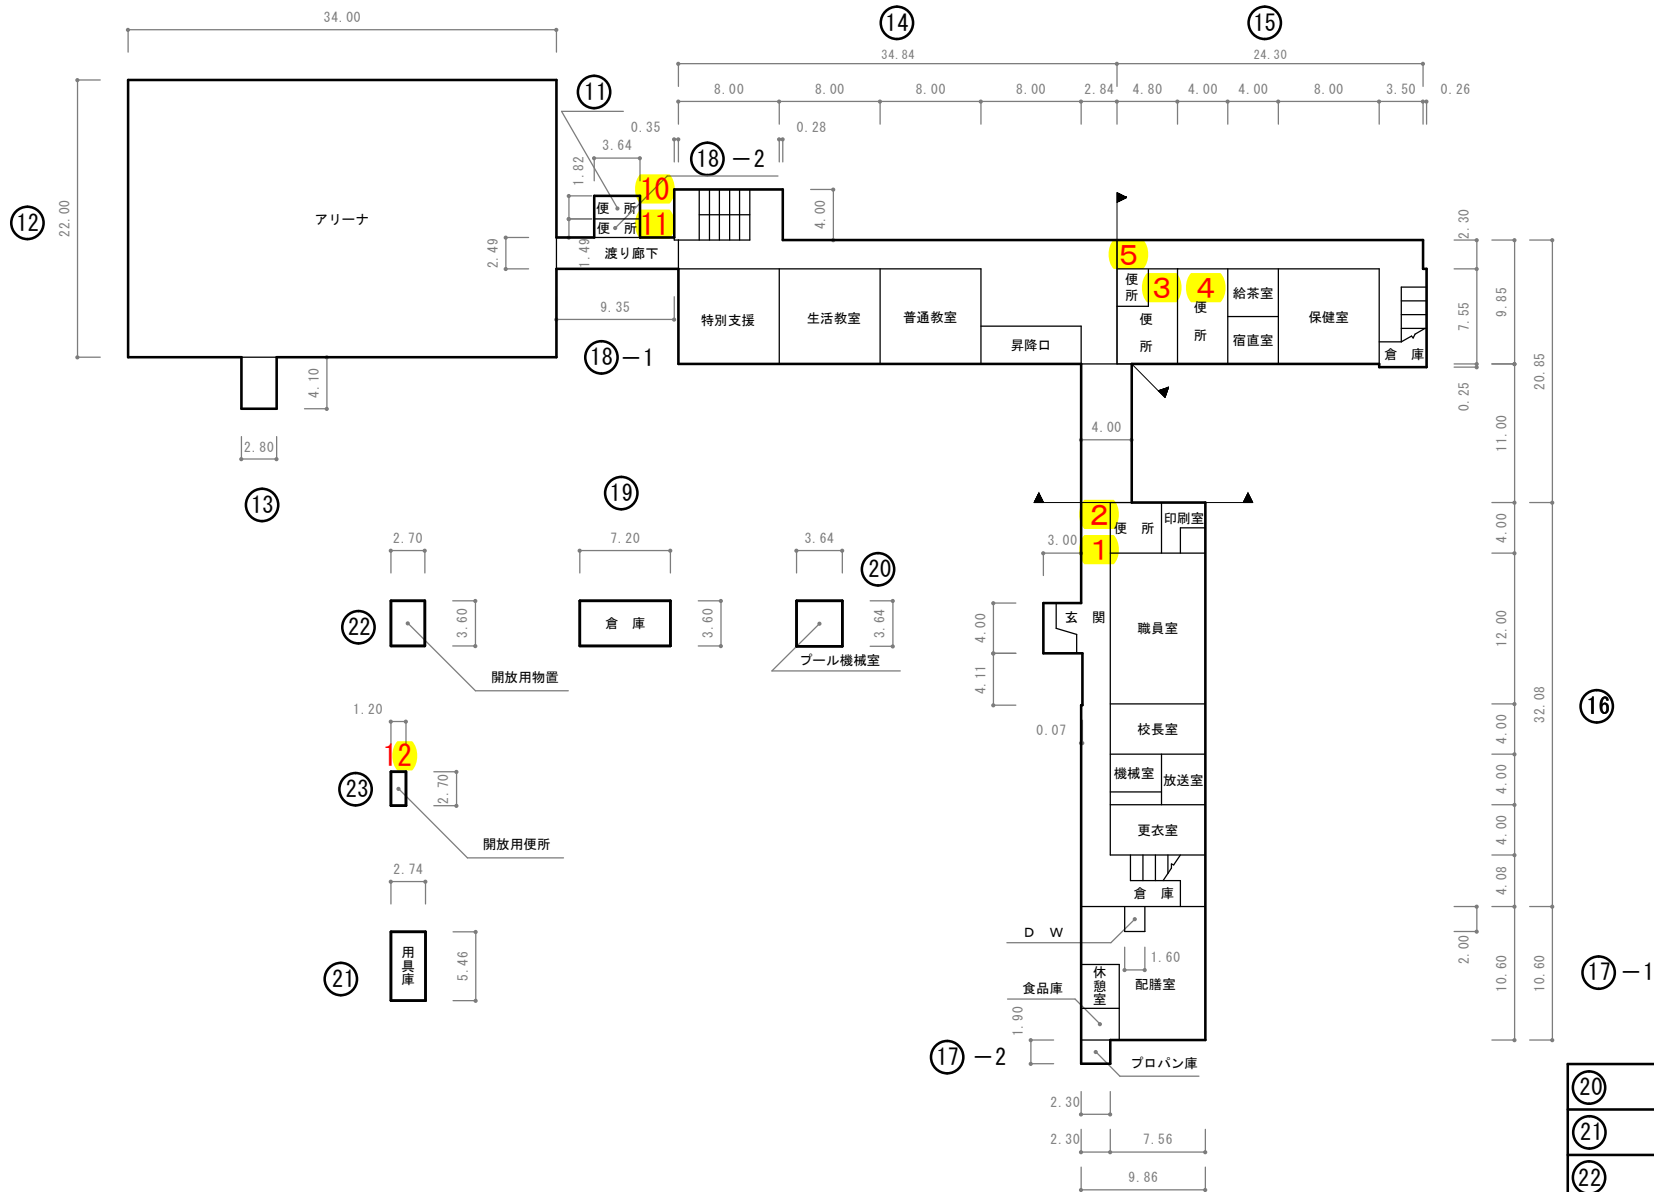 34.00
⑭
⑮
34.84
24.30
⑪
8.00
8.00
8.00
8.00
2.84
4.80
4.00
4.00
8.00
3.50
0.26
0.35
0.28
3.64
⑱－2
1.82
10
⑫
22.00
アリーナ
便 所
便 所
11
4.00
2.30
2.49
1.49
渡り廊下
5
便所
3
4
給茶室
9.35
特別支援
生活教室
普通教室
昇降口
便所
便所
宿直室
保健室
倉 庫
7.55
9.85
⑱－1
4.10
0.25
20.85
2.80
4.00
11.00
⑬
⑲
2
便 所
印刷室
4.00
2.70
7.20
3.64
⑳
3.00
1
㉒
3.60
倉 庫
3.60
3.64
4.00
玄 関
職員室
12.00
プール機械室
開放用物置
4.11
1.20
32.08
⑯
12
0.07
校長室
4.00
㉓
2.70
機械室
放送室
4.00
開放用便所
更衣室
4.00
2.74
倉 庫
4.08
D W
2.00
㉑
用具庫
5.46
1.60
休憩室
配膳室
食品庫
10.60
10.60
⑰－1
1.90
⑰－2
プロパン庫
2.30
2.30
7.56
9.86
⑳
㉑
㉒